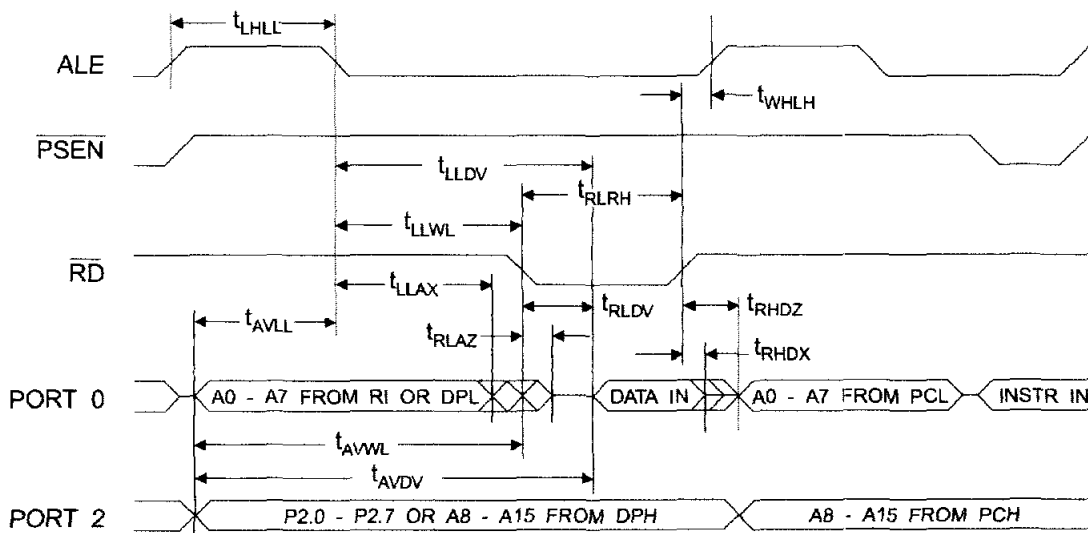 tLHLL
ALE
tWHLH
PSEN
tLLDV
tRLRH
tLLWL
RD
tLLAX
tRLDV
tRHDZ
tAVLL
tRLAZ
tRHDX
PORT 0
A0 - A7 FROM RI OR DPL
DATA IN
A0 - A7 FROM PCL
INSTR IN
tAVWL
tAVDV
PORT 2
P2.0 - P2.7 OR A8 - A15 FROM DPH
A8 - A15 FROM PCH